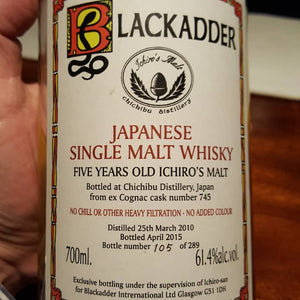 BLACKADDER
Ichiro's Malt
chichibu distillery
JAPANESE
SINGLE MALT WHISKY
FIVE YEARS OLD ICHIRO'S MALT
Bottled at Chichibu Distillery, Japan
from ex Cognac cask number 745
NO CHILL OR OTHER HEAVY FILTRATION - NO ADDED COLOUR
Distilled 25th March 2010
Bottled April 2015
Bottle number 105 of 289
700ml.
61.4%alc.vol.
Exclusive bottling under the supervision of Ichiro-san
for Blackadder International Ltd Glasgow G51 1DH